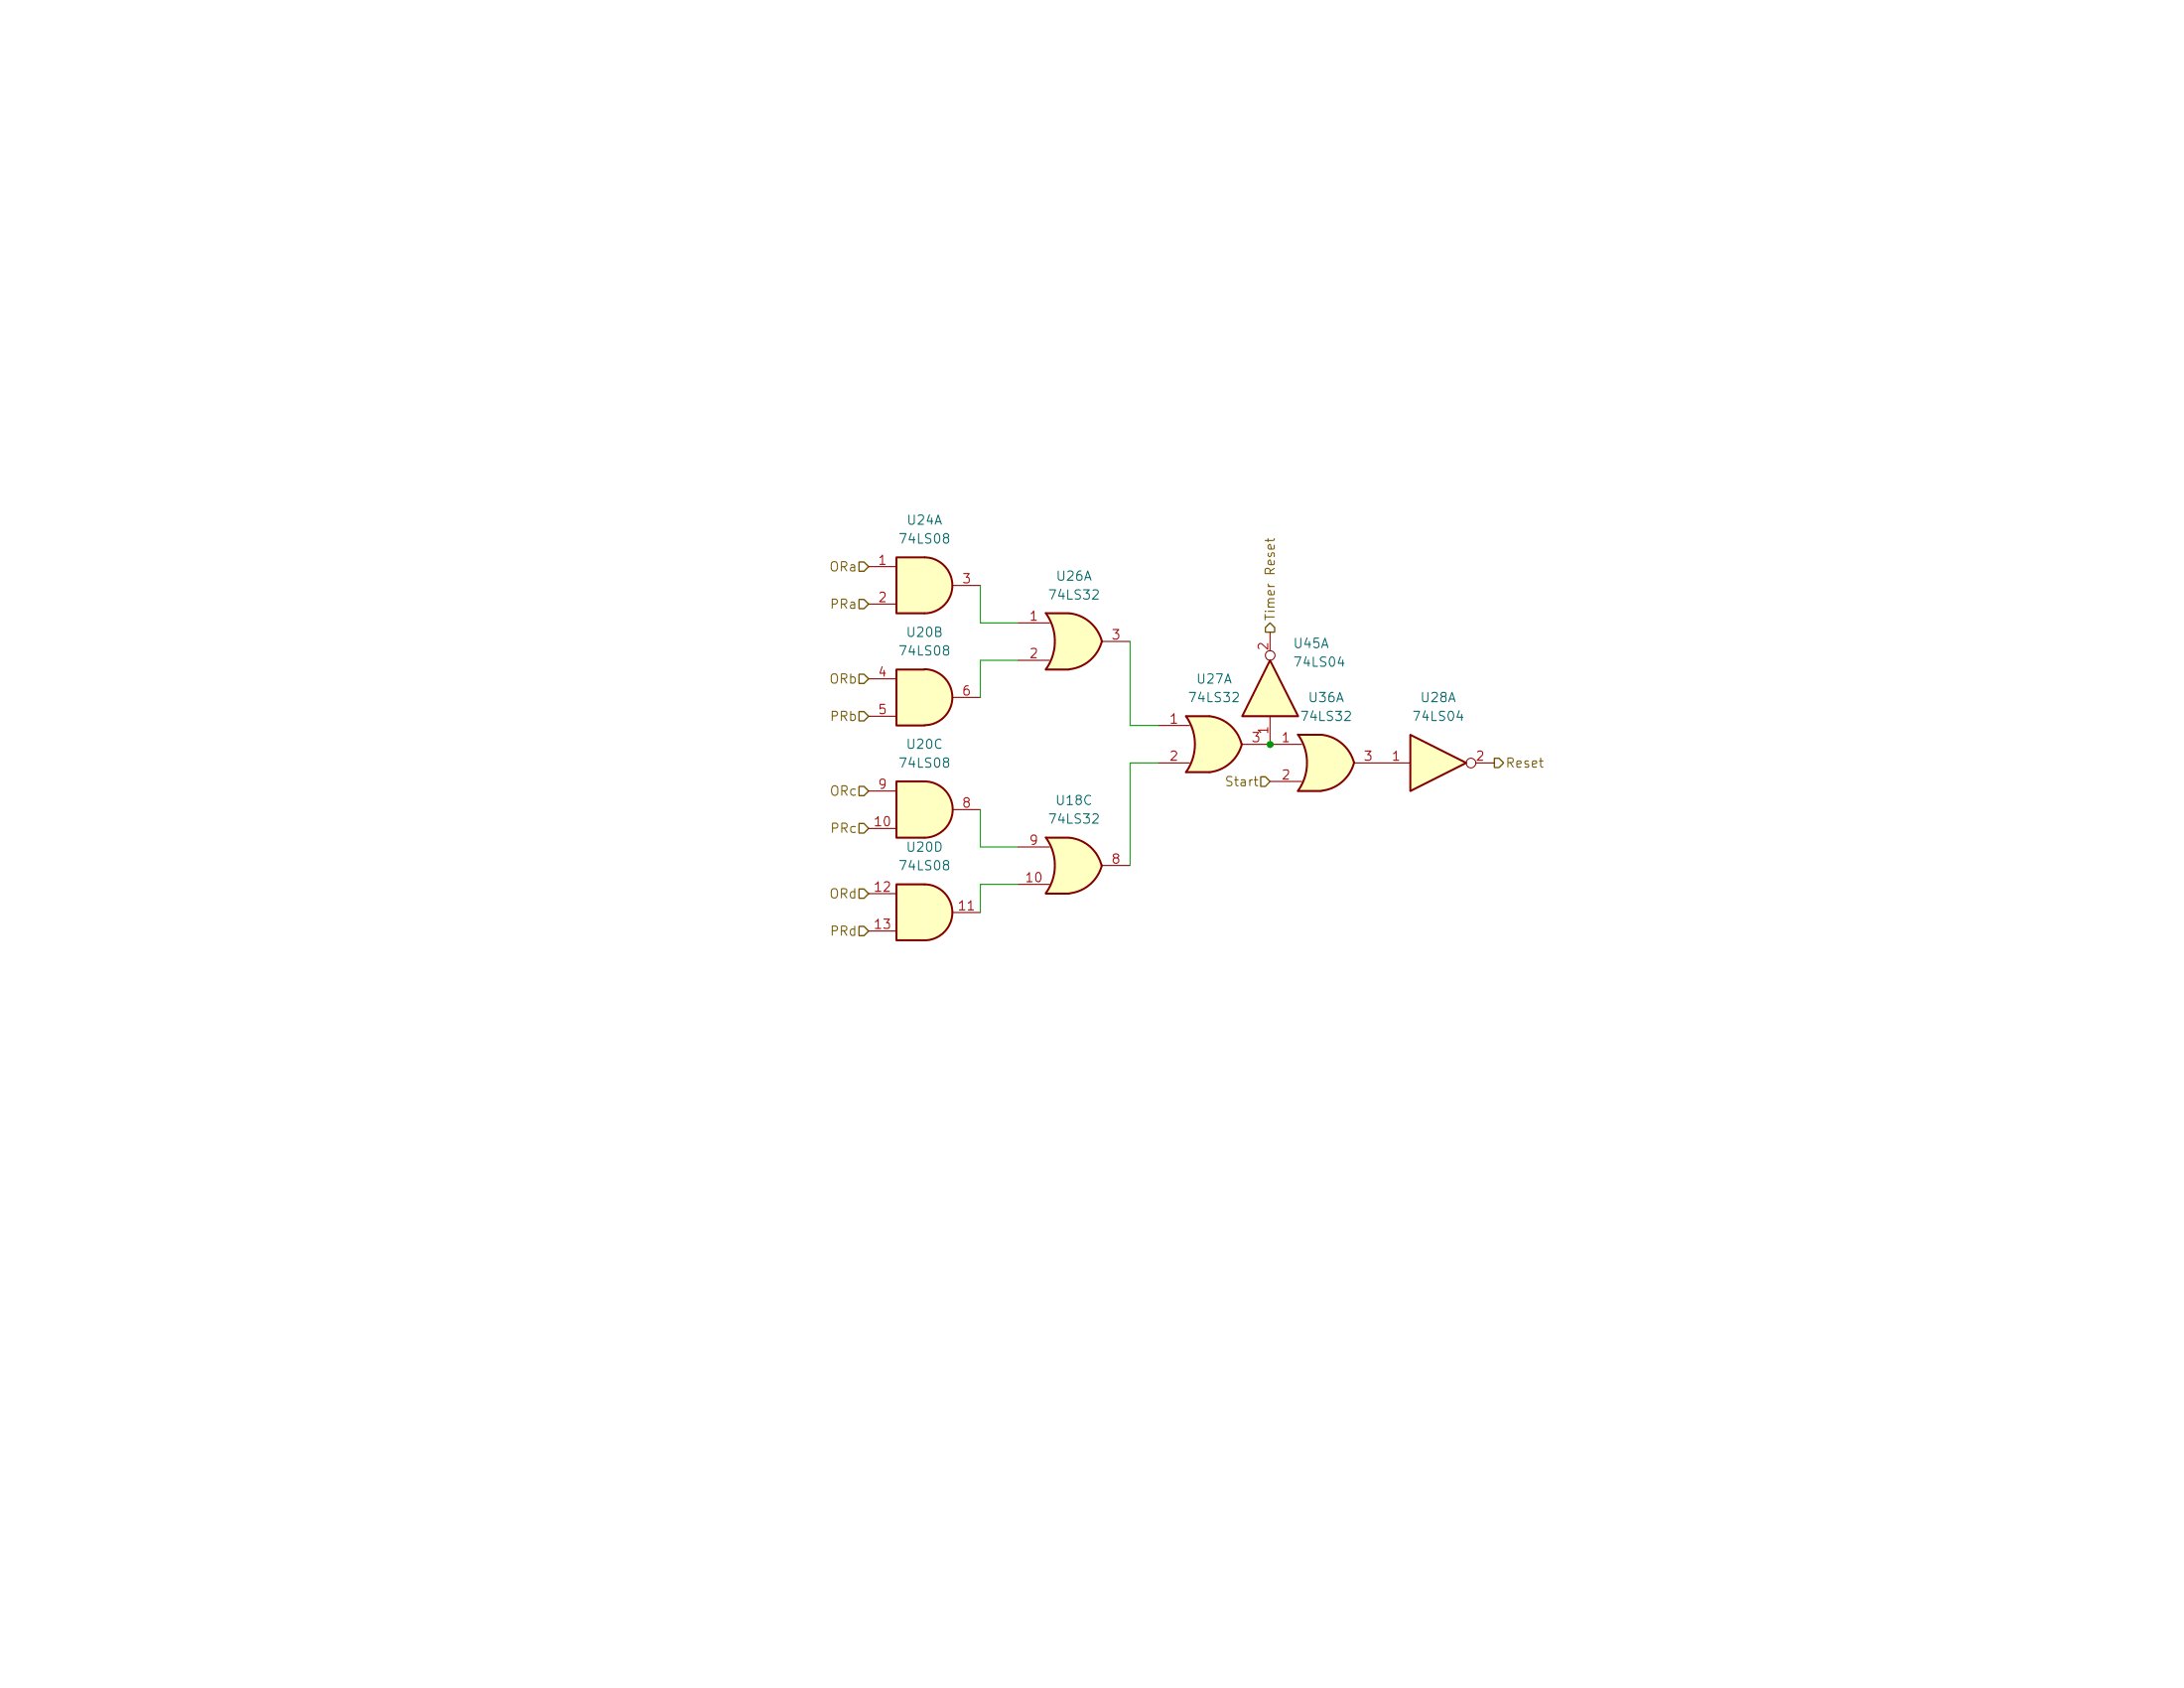 U24A
74LS08
ORa
1
3
PRa
2
U26A
74LS32
1
3
2
U20B
74LS08
ORb
4
6
PRb
5
Timer Reset
2
U45A
74LS04
1
U27A
74LS32
1
3
2
U36A
74LS32
1
3
Start
2
U28A
74LS04
1
2
Reset
U20C
74LS08
ORc
9
8
PRc
10
U18C
74LS32
9
8
10
U20D
74LS08
ORd
12
11
PRd
13